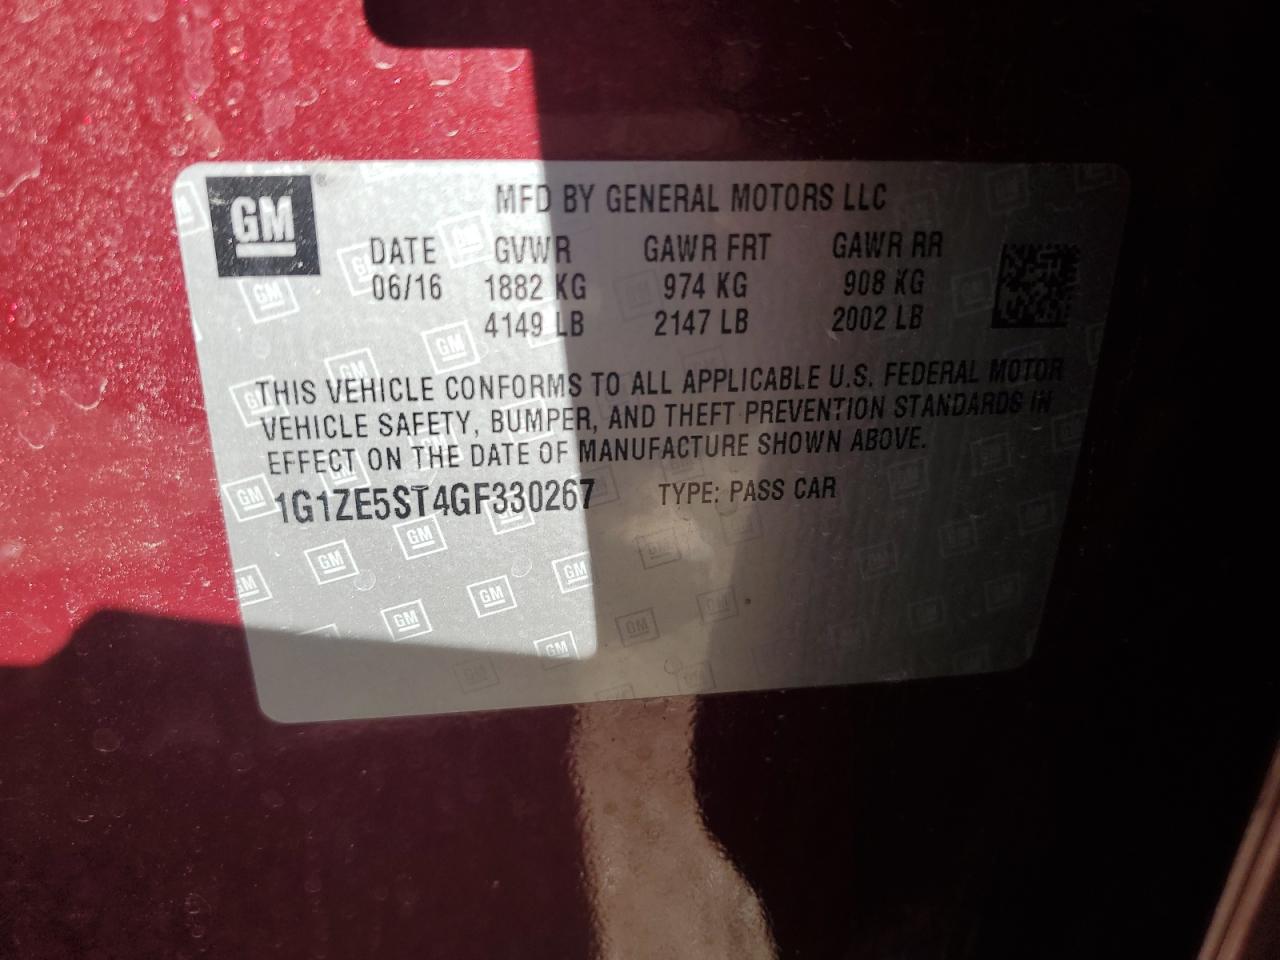 GM
MFD BY GENERAL MOTORS LLC
DATE GVWR GAWR FRT GAWR RR
06/16 1882 KG 974 KG 908 KG
4149 LB 2147 LB 2002 LB
THIS VEHICLE CONFORMS TO ALL APPLICABLE U.S. FEDERAL MOTOR
VEHICLE SAFETY, BUMPER, AND THEFT PREVENTION STANDARDS IN
EFFECT ON THE DATE OF MANUFACTURE SHOWN ABOVE.
1G1ZE5ST4GF330267 TYPE: PASS CAR